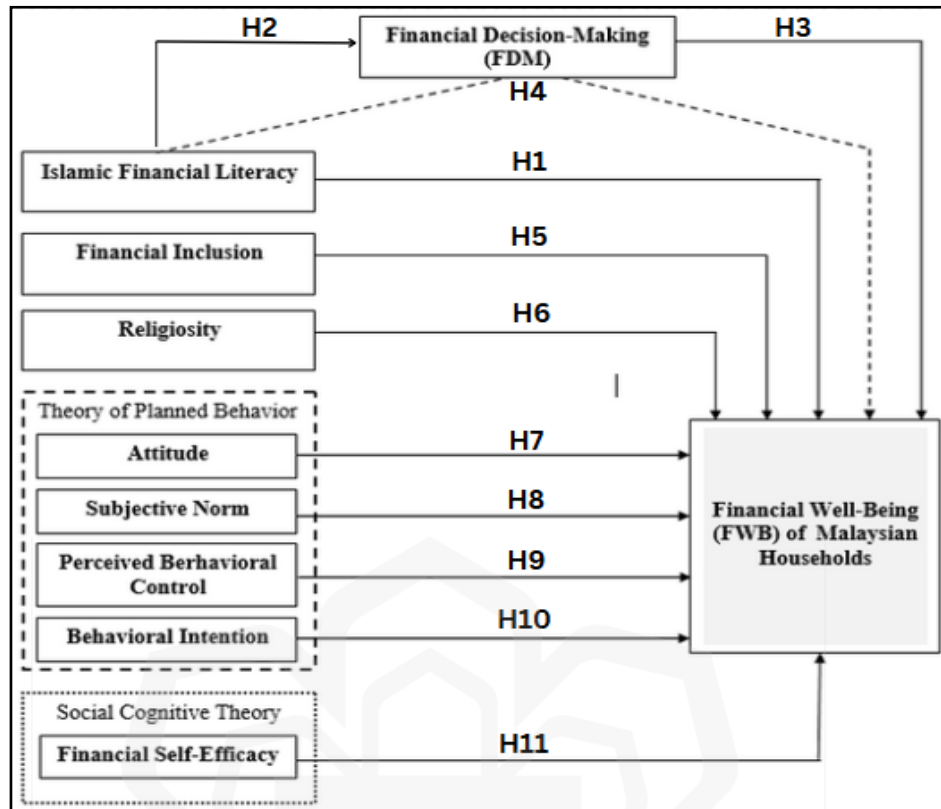 H2
Financial Decision-Making
(FDM)
H3
H4
Islamic Financial Literacy
H1
Financial Inclusion
H5
Religiosity
H6
Theory of Planned Behavior
Attitude
H7
Subjective Norm
H8
Perceived Berhavioral
Control
H9
Behavioral Intention
H10
Financial Well-Being
(FWB) of Malaysian
Households
Social Cognitive Theory
Financial Self-Efficacy
H11